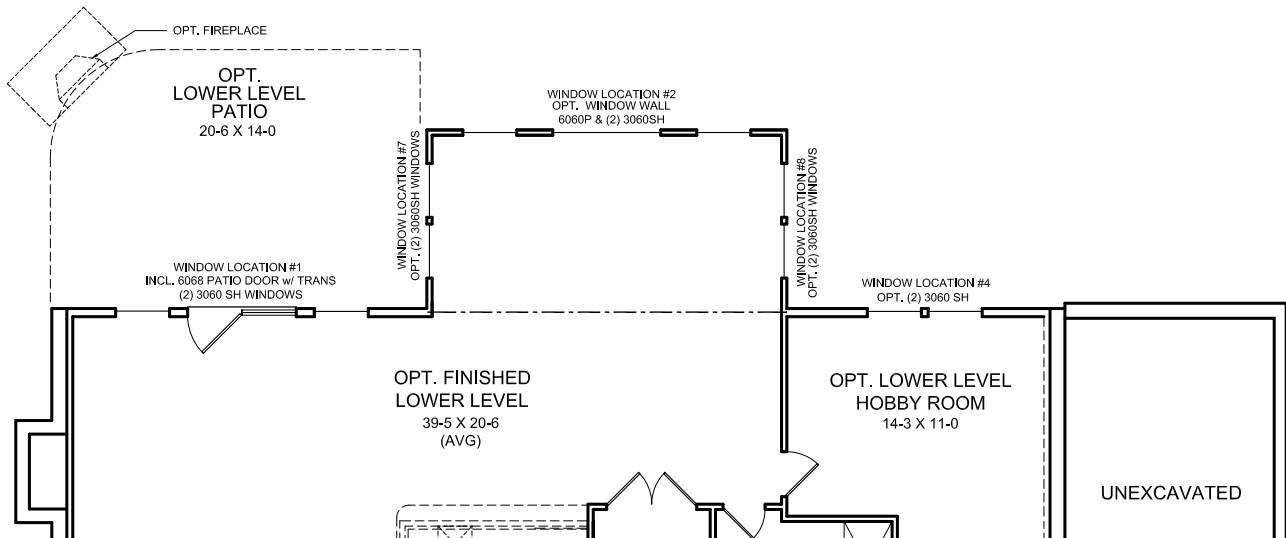 OPT. FIREPLACE
OPT.
LOWER LEVEL
PATIO
20-6 X 14-0
WINDOW LOCATION #2
OPT. WINDOW WALL
6060P & (2) 3060SH
WINDOW LOCATION #7
OPT. (2) 3060SH WINDOWS
WINDOW LOCATION #8
OPT. (2) 3060SH WINDOWS
WINDOW LOCATION #1
INCL. 6068 PATIO DOOR w/ TRANS
(2) 3060 SH WINDOWS
WINDOW LOCATION #4
OPT. (2) 3060 SH
OPT. FINISHED
LOWER LEVEL
39-5 X 20-6
(AVG)
OPT. LOWER LEVEL
HOBBY ROOM
14-3 X 11-0
UNEXCAVATED